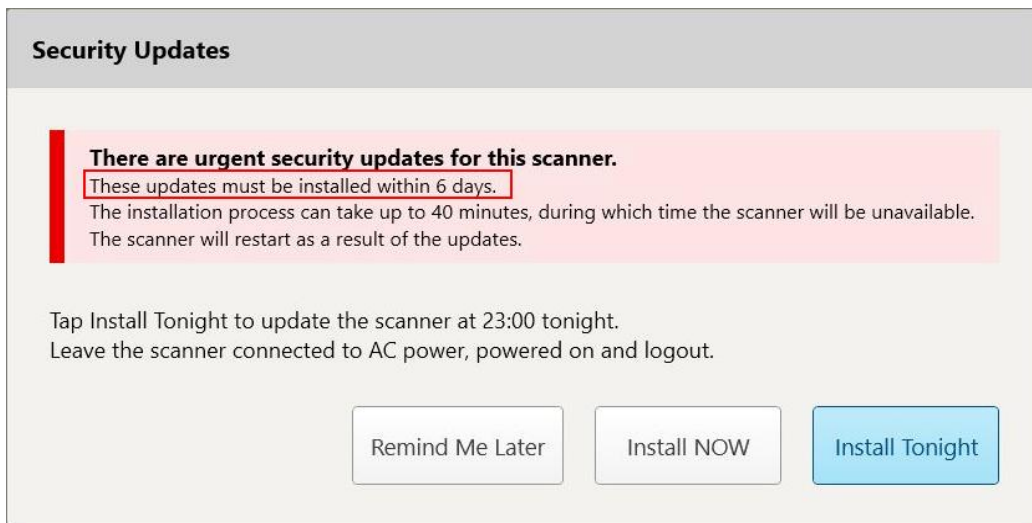 Security Updates
There are urgent security updates for this scanner.
These updates must be installed within 6 days.
The installation process can take up to 40 minutes, during which time the scanner will be unavailable.
The scanner will restart as a result of the updates.
Tap Install Tonight to update the scanner at 23:00 tonight.
Leave the scanner connected to AC power, powered on and logout.
Remind Me Later
Install NOW
Install Tonight